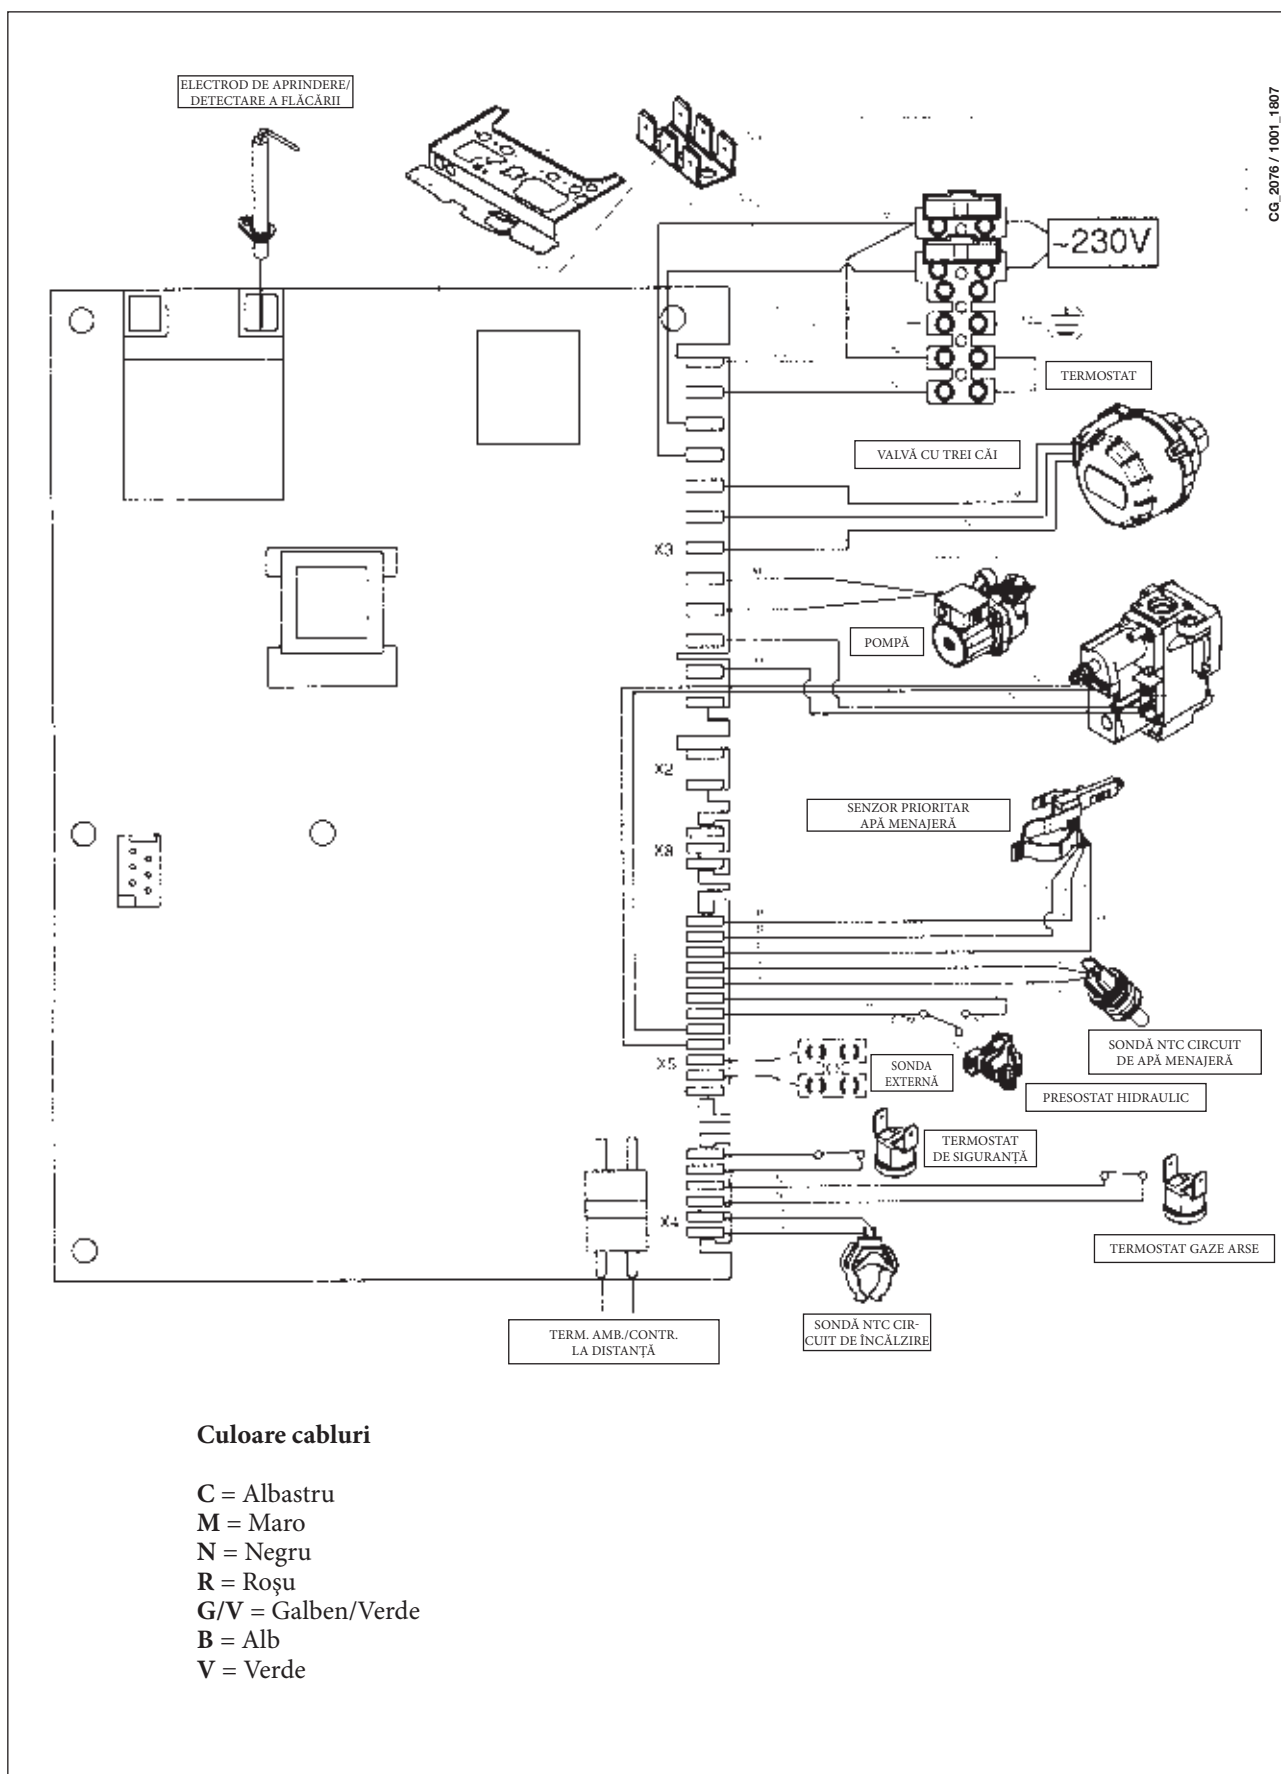 ELECTROD DE APRINDERE/
DETECTARE A FLĂCĂRII
CG_2076 / 1001_1807
~230V
TERMOSTAT
VALVĂ CU TREI CĂI
X3
POMPĂ
X2
SENZOR PRIORITAR
APĂ MENAJERĂ
SONDĂ NTC CIRCUIT
DE APĂ MENAJERĂ
X5
SONDA
EXTERNĂ
PRESOSTAT HIDRAULIC
TERMOSTAT
DE SIGURANȚĂ
X4
TERMOSTAT GAZE ARSE
SONDĂ NTC CIR-
CUIT DE ÎNCĂLZIRE
TERM. AMB./CONTR.
LA DISTANȚĂ
Culoare cabluri
C = Albastru
M = Maro
N = Negru
R = Roşu
G/V = Galben/Verde
B = Alb
V = Verde